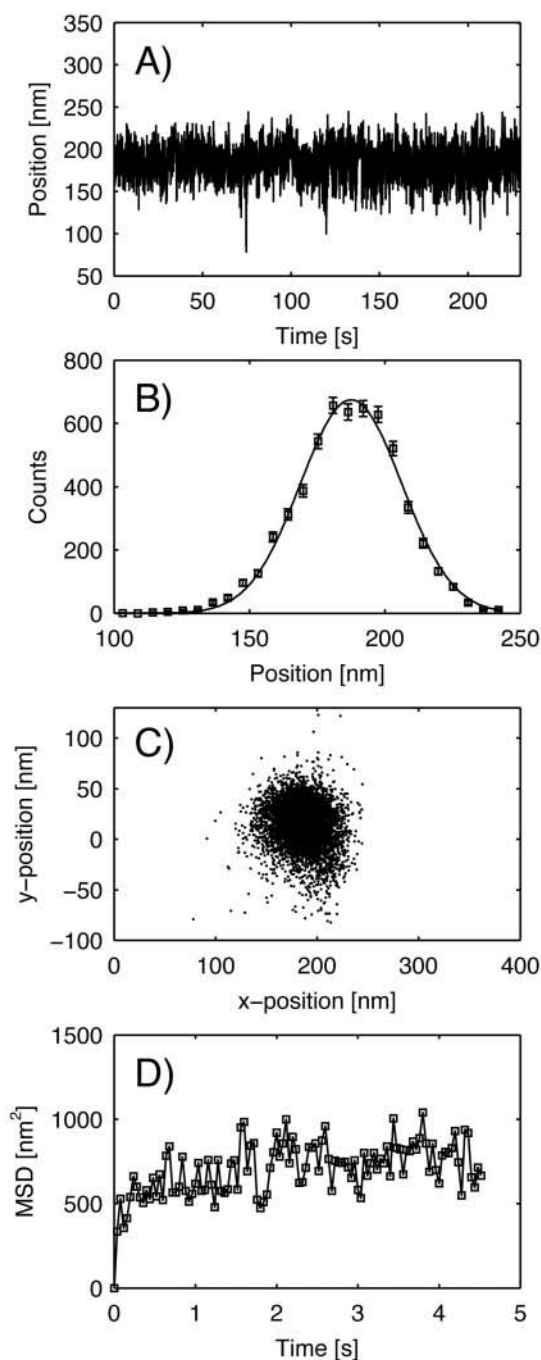 A)
350
300
250
200
150
100
50
Position [nm]
0 50 100 150 200
Time [s]
B)
800
600
400
200
0
Counts
100 150 200 250
Position [nm]
C)
100
50
0
−50
−100
y−position [nm]
0 100 200 300 400
x−position [nm]
D)
1500
1000
500
0
MSD [nm²]
0 1 2 3 4 5
Time [s]